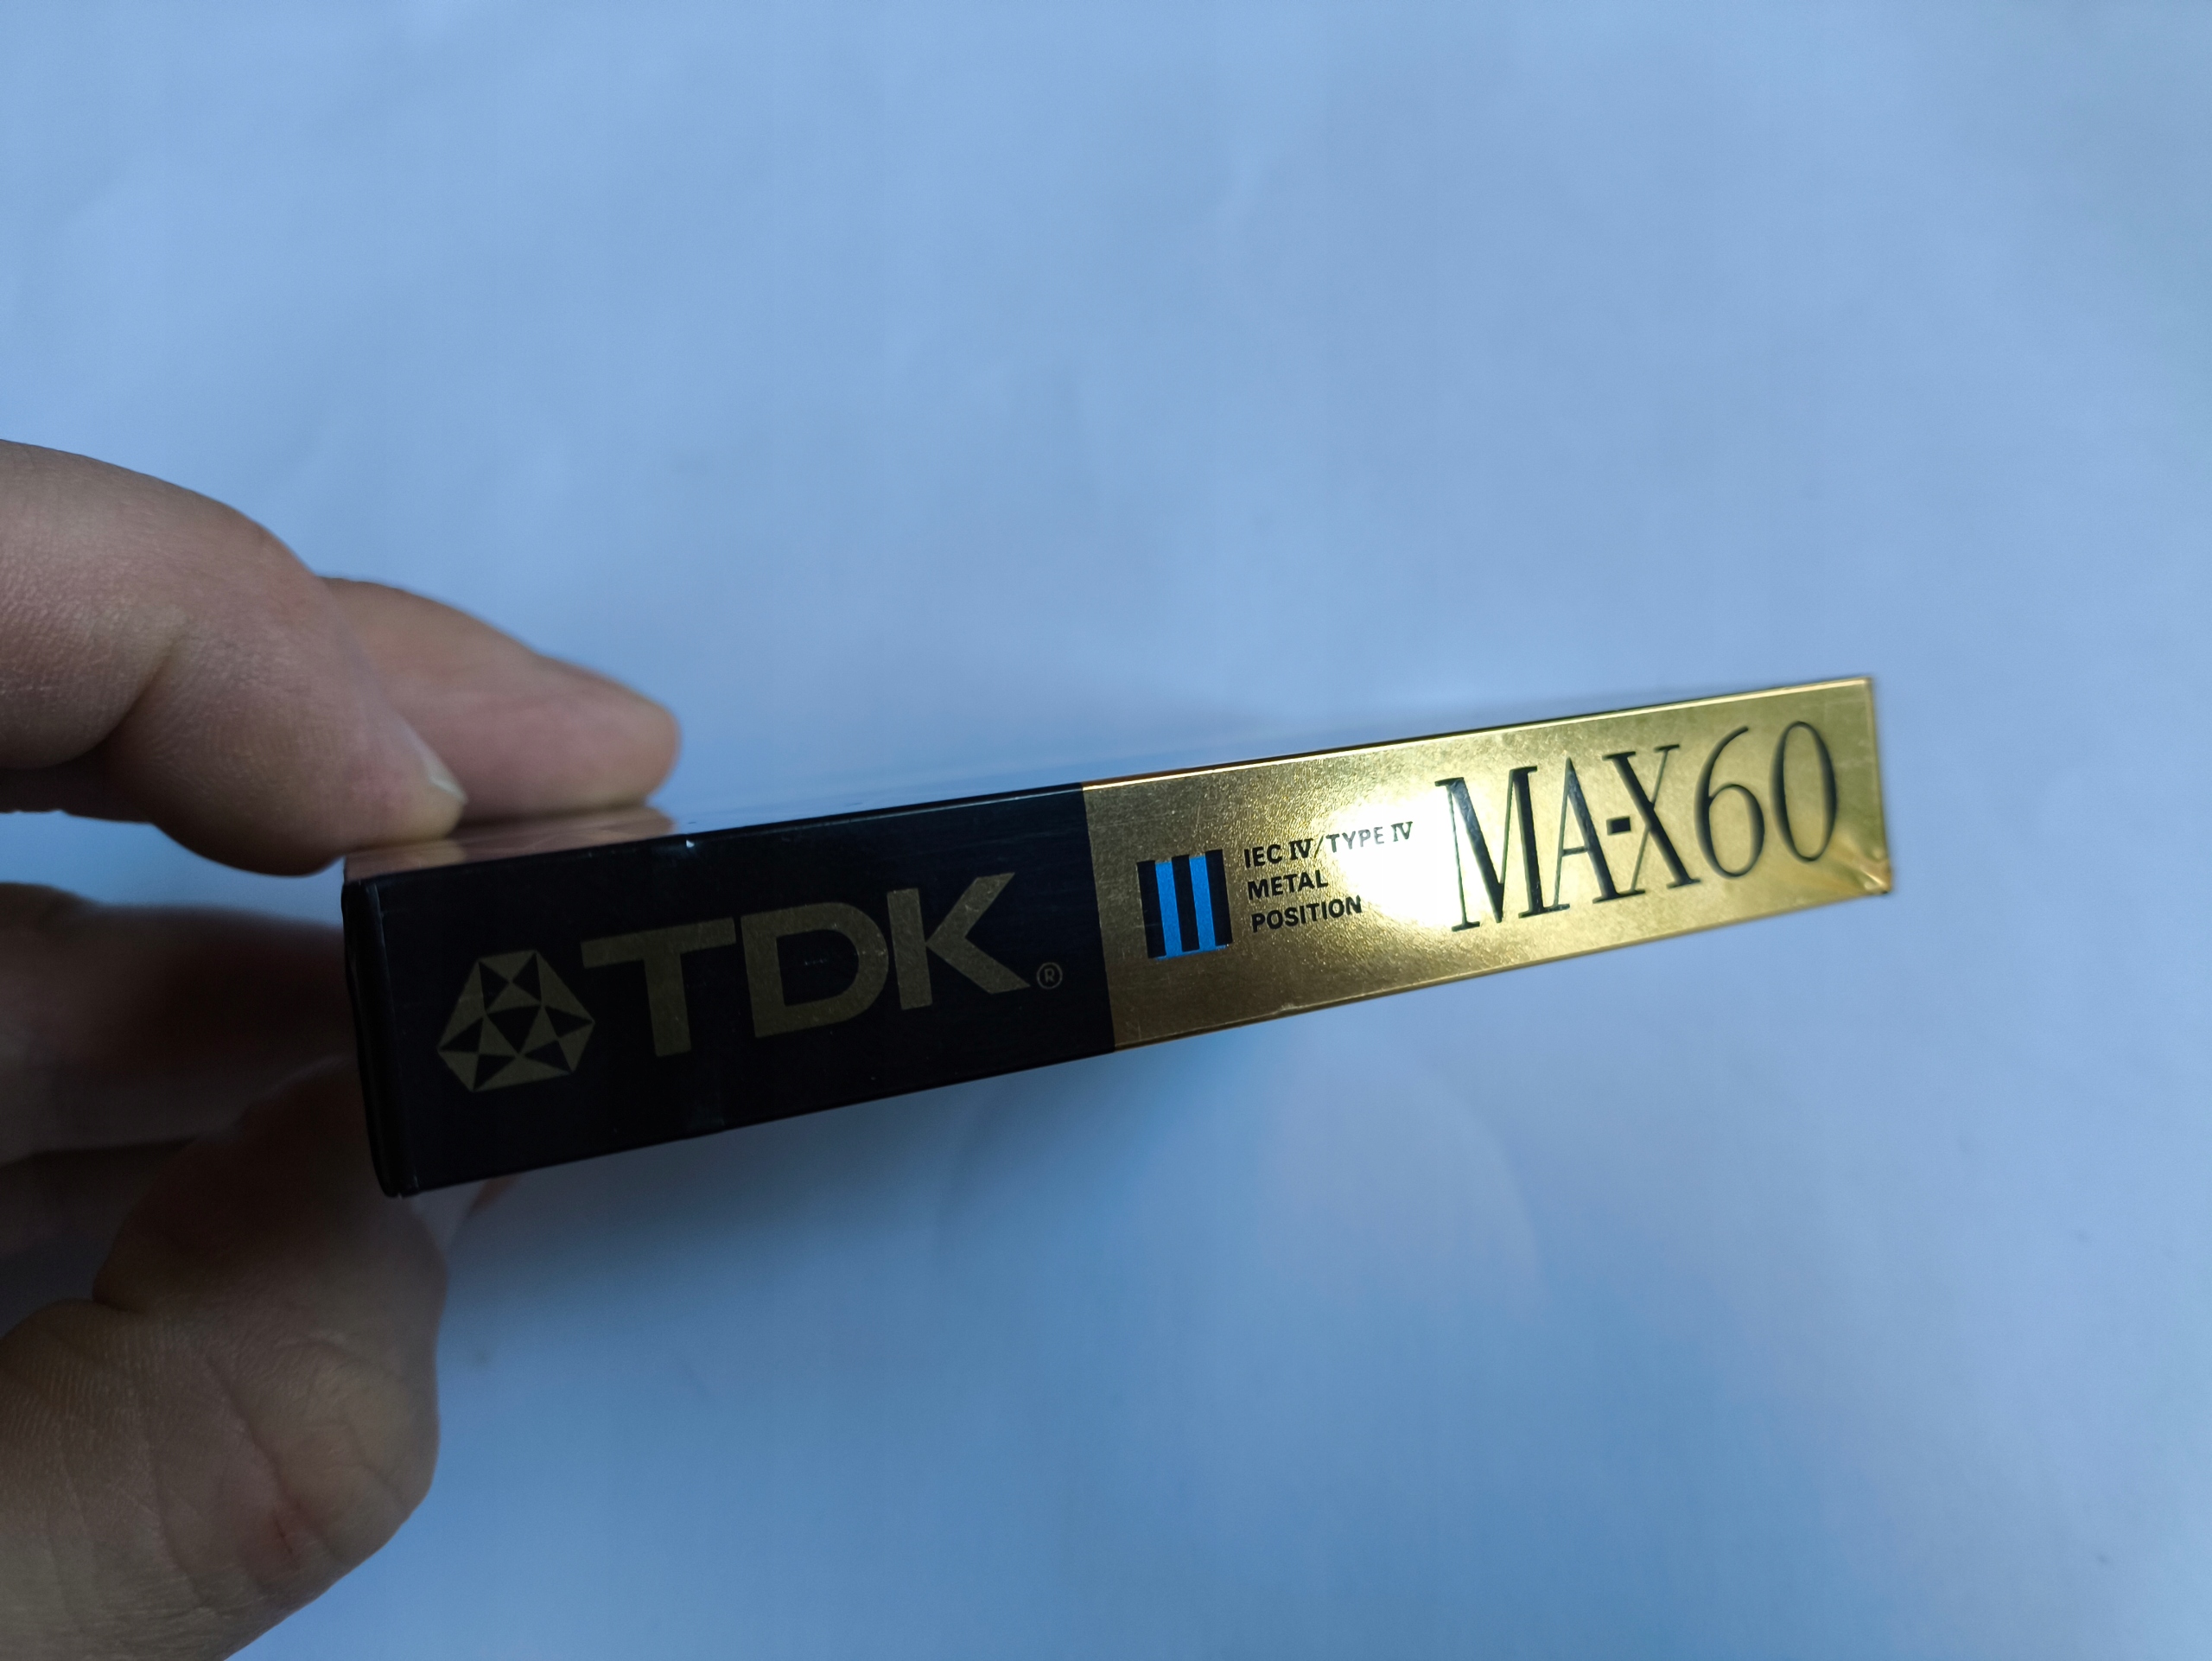 TDK®
IEC IV/TYPE IV
METAL
POSITION
MA-X60